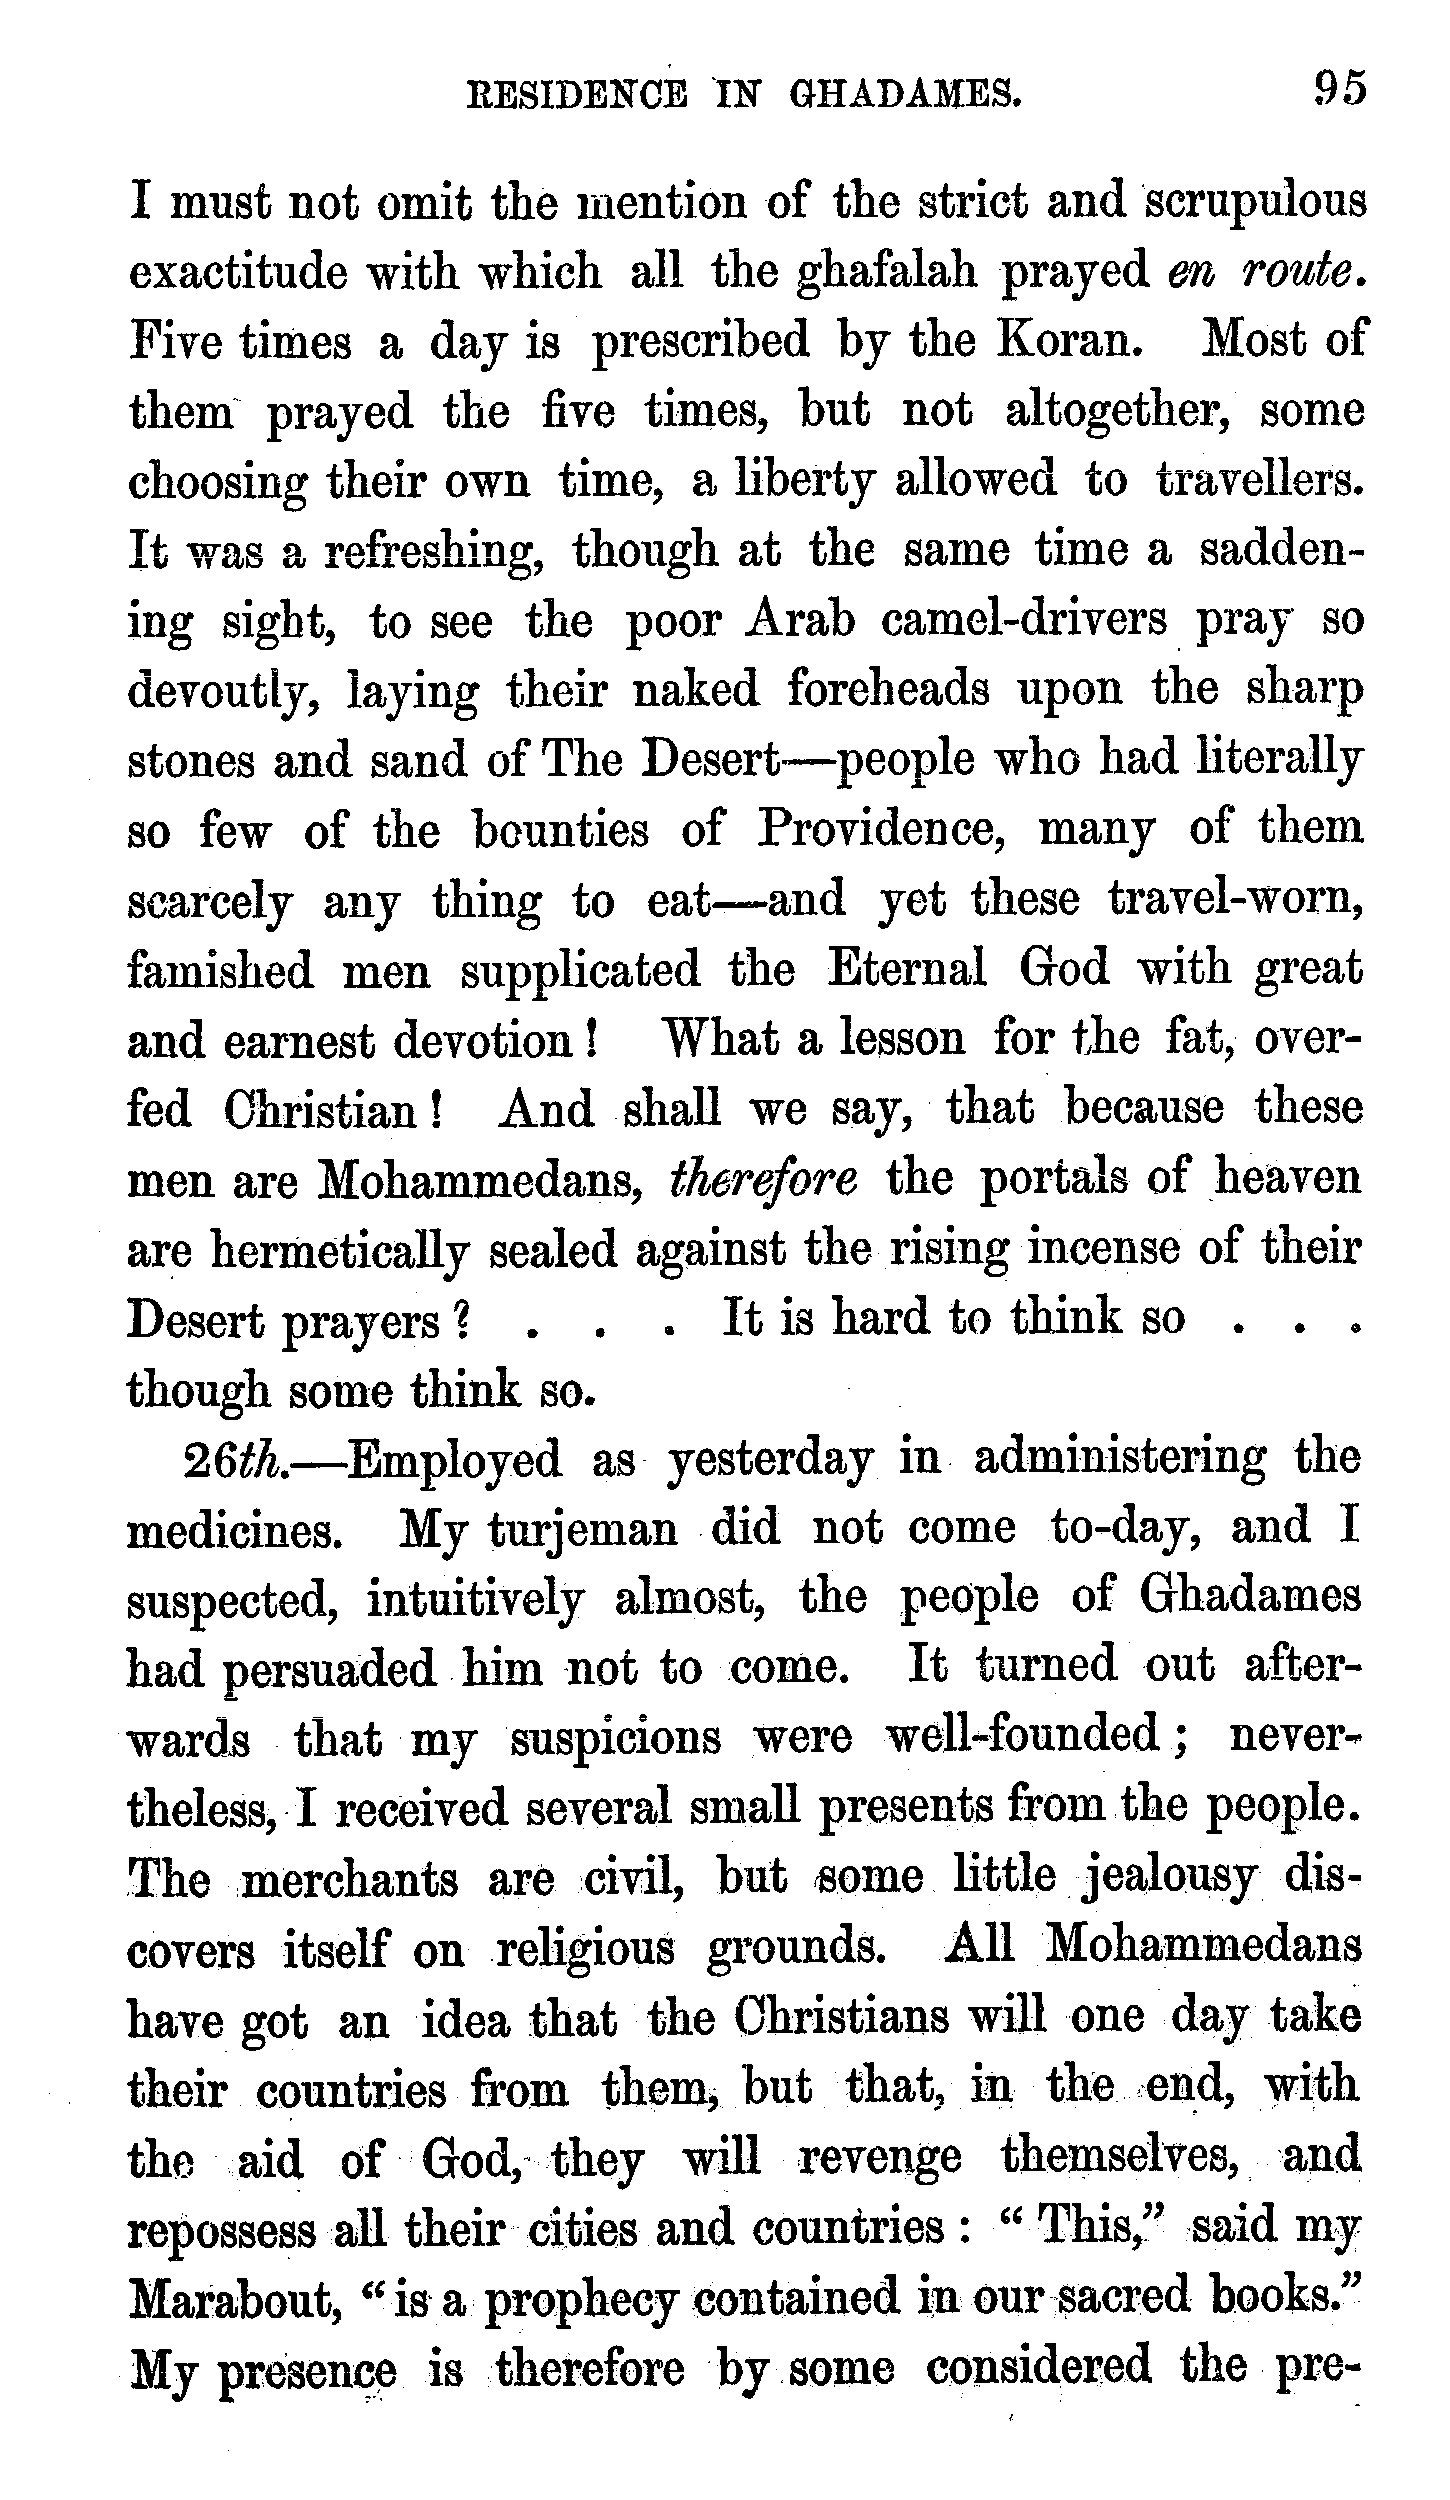 RESIDENCE IN GHADAMES. 95
I must not omit the mention of the strict and scrupulous
exactitude with which all the ghafalah prayed en route.
Five times a day is prescribed by the Koran. Most of
them prayed the five times, but not altogether, some
choosing their own time, a liberty allowed to travellers.
It was a refreshing, though at the same time a sadden-
ing sight, to see the poor Arab camel-drivers pray so
devoutly, laying their naked foreheads upon the sharp
stones and sand of The Desert—people who had literally
so few of the bounties of Providence, many of them
scarcely any thing to eat—and yet these travel-worn,
famished men supplicated the Eternal God with great
and earnest devotion! What a lesson for the fat, over-
fed Christian! And shall we say, that because these
men are Mohammedans, therefore the portals of heaven
are hermetically sealed against the rising incense of their
Desert prayers? . . . It is hard to think so . . .
though some think so.
26th.—Employed as yesterday in administering the
medicines. My turjeman did not come to-day, and I
suspected, intuitively almost, the people of Ghadames
had persuaded him not to come. It turned out after-
wards that my suspicions were well-founded; never-
theless, I received several small presents from the people.
The merchants are civil, but some little jealousy dis-
covers itself on religious grounds. All Mohammedans
have got an idea that the Christians will one day take
their countries from them, but that, in the end, with
the aid of God, they will revenge themselves, and
repossess all their cities and countries: "This," said my
Marabout, "is a prophecy contained in our sacred books."
My presence is therefore by some considered the pre-